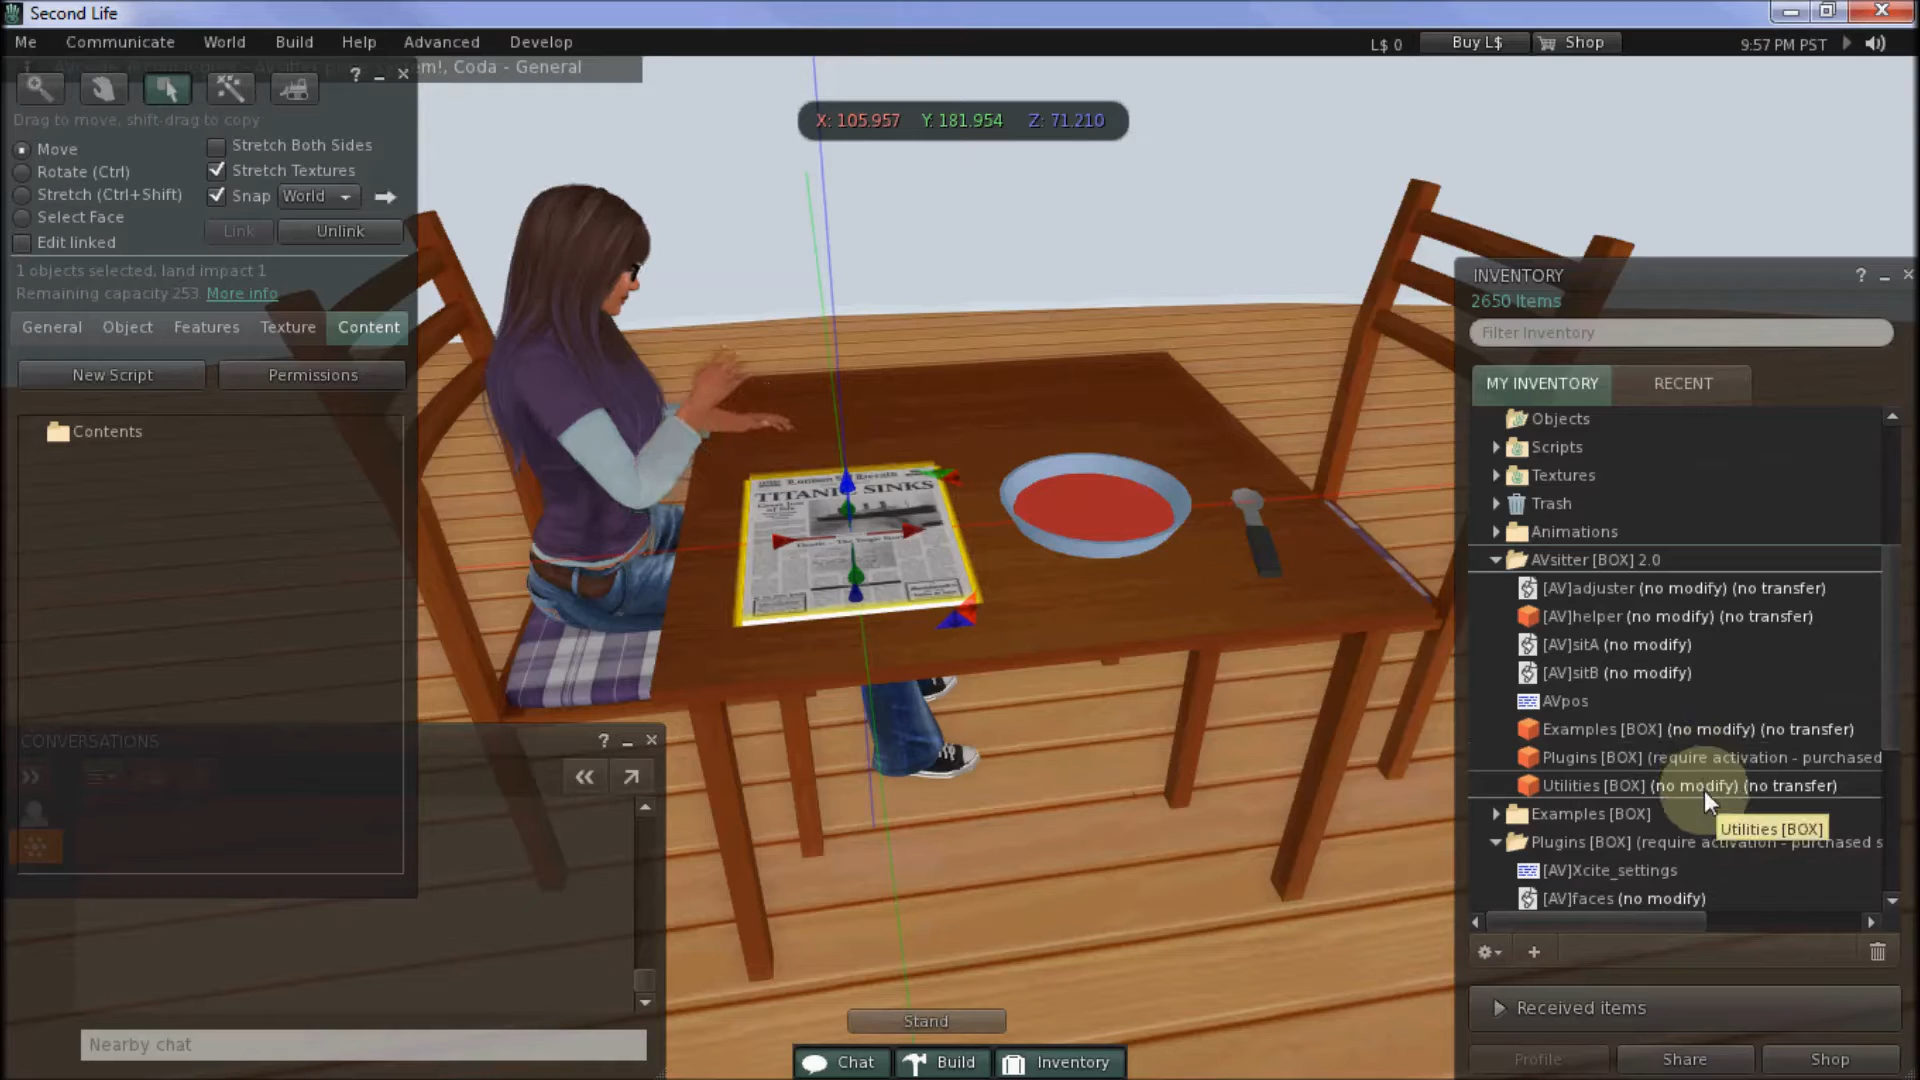 Second Life
Me Communicate World Build Help Advanced Develop
L$ 0 Buy L$ Shop 9:57 PM PST
m!, Coda - General
Drag to move, shift-drag to copy
Move
Rotate (Ctrl)
Stretch (Ctrl+Shift)
Select Face
Edit linked
Stretch Both Sides
Stretch Textures
Snap World
Link Unlink
1 objects selected, land impact 1
Remaining capacity 253. More info
General Object Features Texture Content
New Script Permissions
Contents
X: 105.957 Y: 181.954 Z: 71.210
TITANIC SINKS
CONVERSATIONS
Nearby chat
Stand
Chat Build Inventory
INVENTORY
2650 Items
Filter Inventory
MY INVENTORY RECENT
Objects
Scripts
Textures
Trash
Animations
AVsitter [BOX] 2.0
[AV]adjuster (no modify) (no transfer)
[AV]helper (no modify) (no transfer)
[AV]sitA (no modify)
[AV]sitB (no modify)
AVpos
Examples [BOX] (no modify) (no transfer)
Plugins [BOX] (require activation - purchased
Utilities [BOX] (no modify) (no transfer)
Examples [BOX]
Utilities [BOX]
Plugins [BOX] (require activation - purchased s
[AV]Xcite_settings
[AV]faces (no modify)
Received items
Profile Share Shop